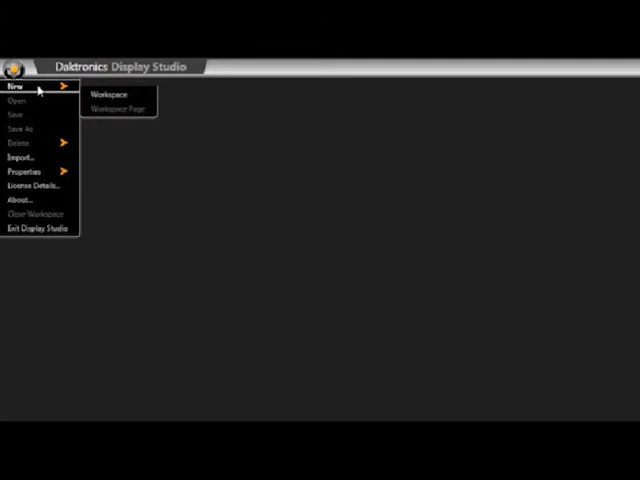 Daktronics Display Studio
New
Open
Save
Save As
Delete
Import...
Properties
License Details...
About...
Close Workspace
Exit Display Studio
Workspace
Workspace Page